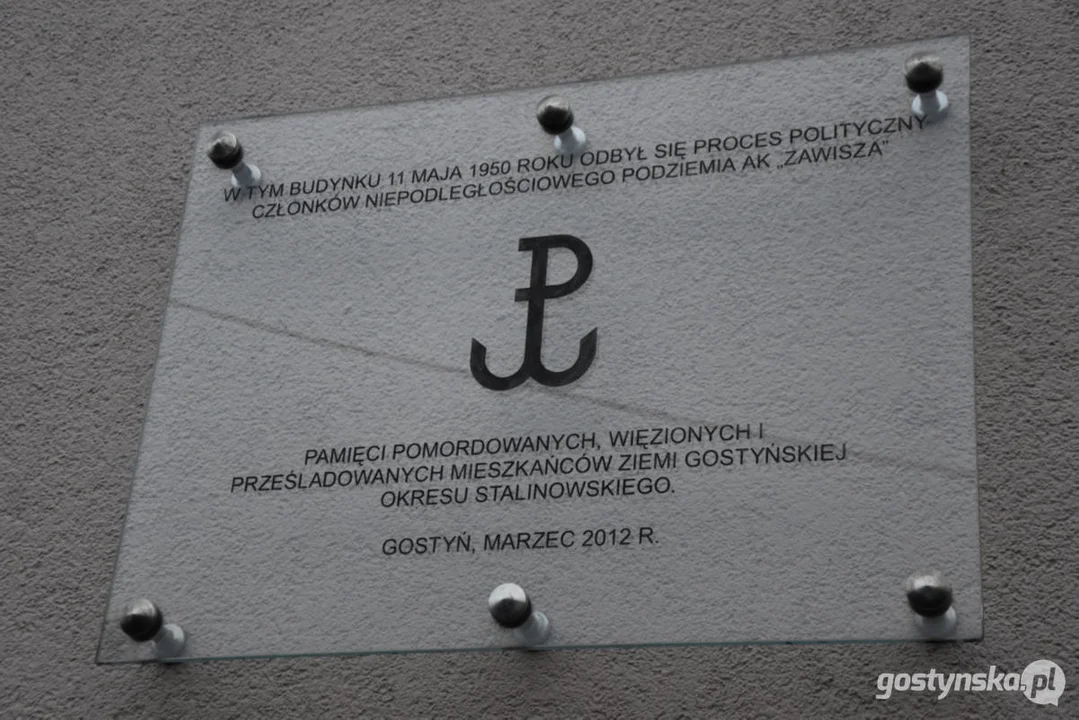 W TYM BUDYNKU 11 MAJA 1950 ROKU ODBYŁ SIĘ PROCES POLITYCZNY
CZŁONKÓW NIEPODLEGŁOŚCIOWEGO PODZIEMIA AK „ZAWISZA”
PAMIĘCI POMORDOWANYCH, WIĘZIONYCH I
PRZEŚLADOWANYCH MIESZKAŃCÓW ZIEMI GOSTYŃSKIEJ
OKRESU STALINOWSKIEGO.
GOSTYŃ, MARZEC 2012 R.
gostynska.pl